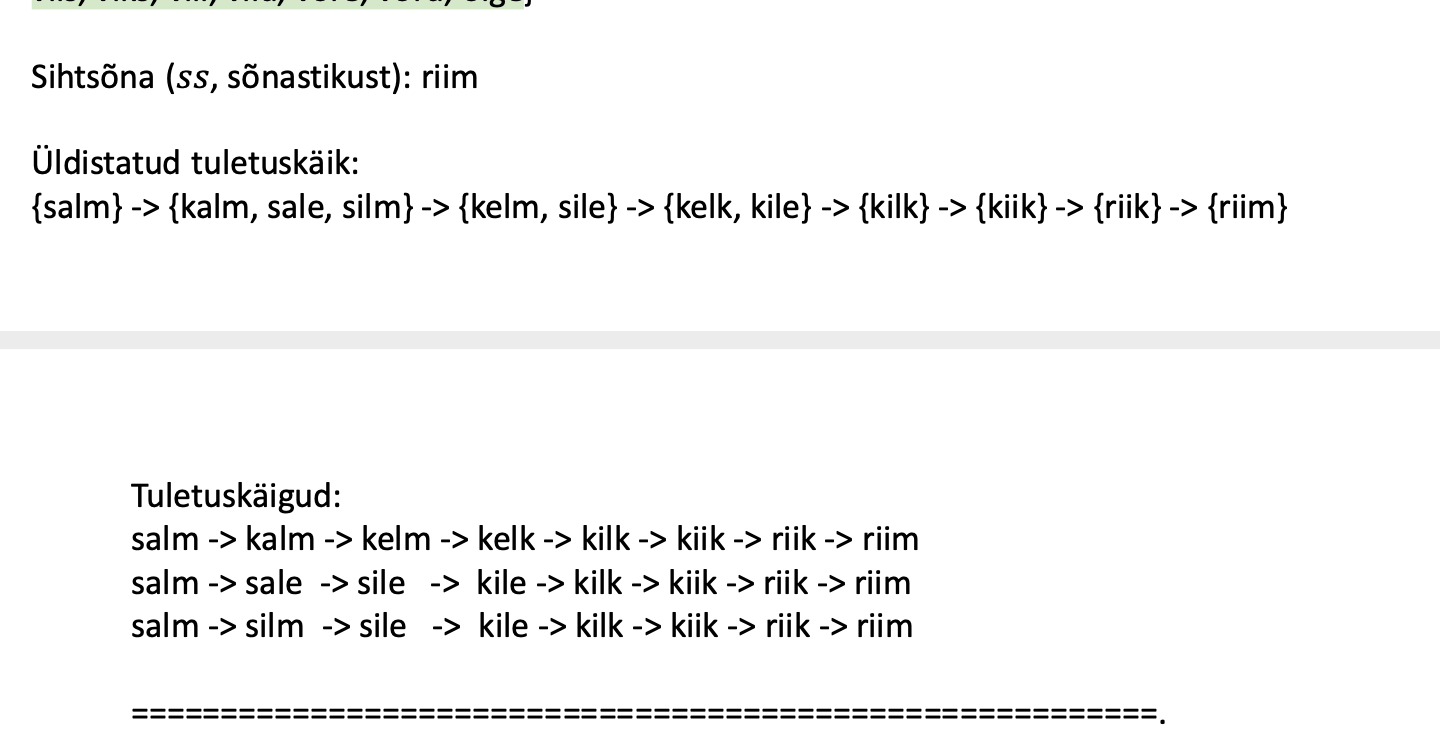 Sihtsõna (ss, sõnastikust): riim
Üldistatud tuletuskäik:
{salm} -> {kalm, sale, silm} -> {kelm, sile} -> {kelk, kile} -> {kilk} -> {kiik} -> {riik} -> {riim}
Tuletuskäigud:
salm -> kalm -> kelm -> kelk -> kilk -> kiik -> riik -> riim
salm -> sale -> sile -> kile -> kilk -> kiik -> riik -> riim
salm -> silm -> sile -> kile -> kilk -> kiik -> riik -> riim
==========================================================.